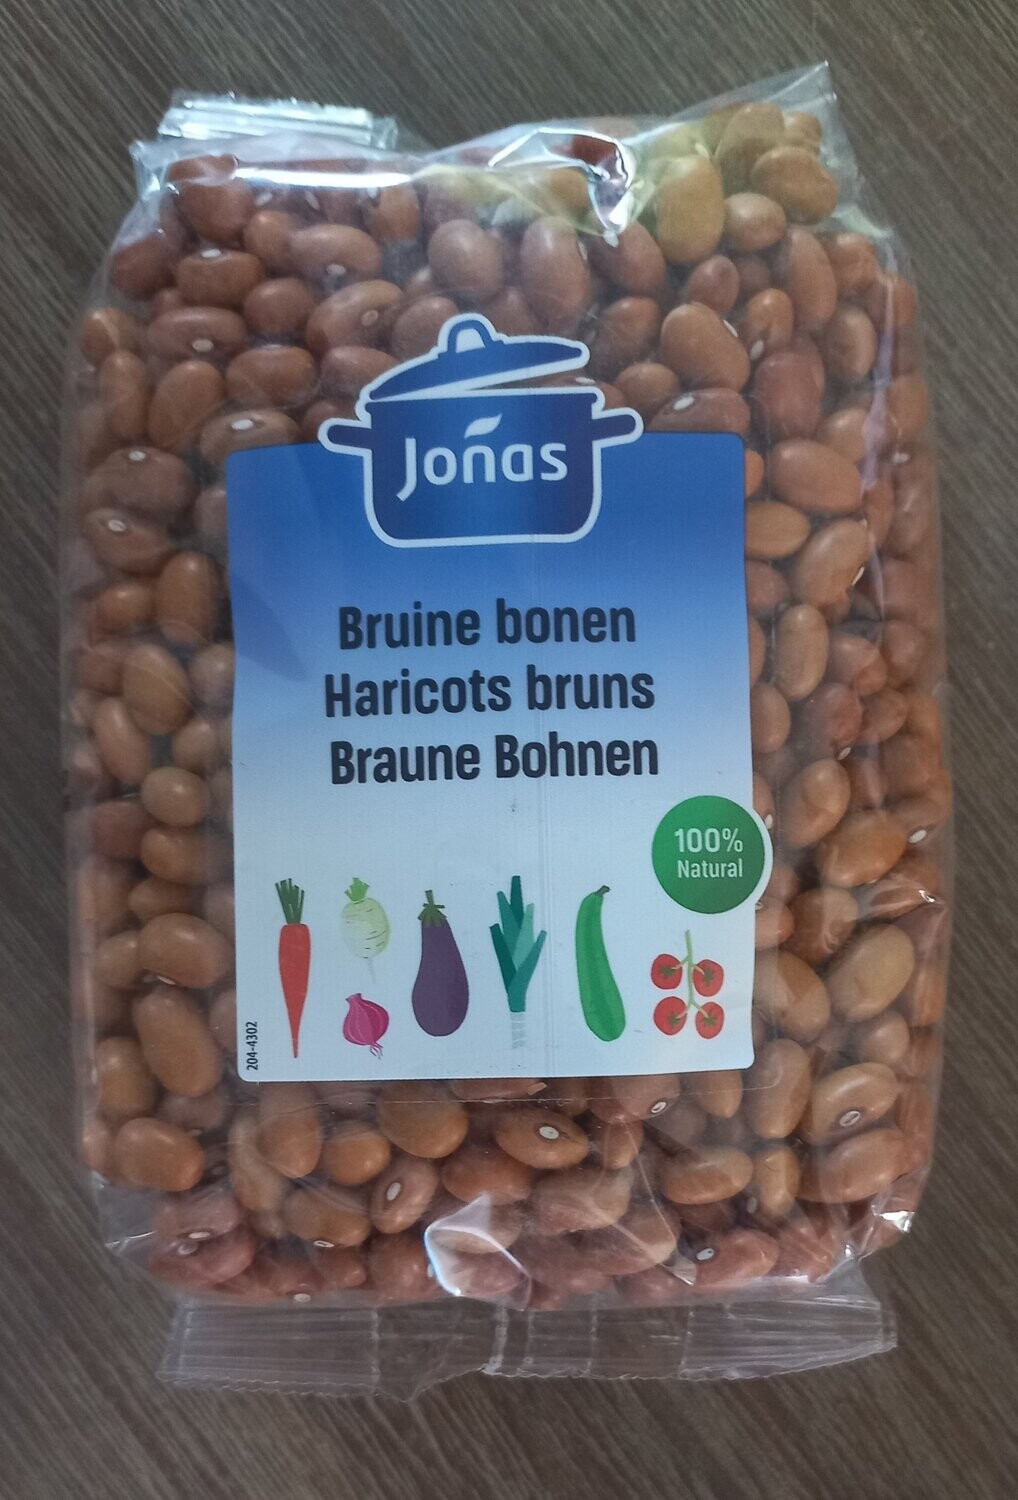 Jonas
Bruine bonen
Haricots bruns
Braune Bohnen
100%
Natural
204-4302